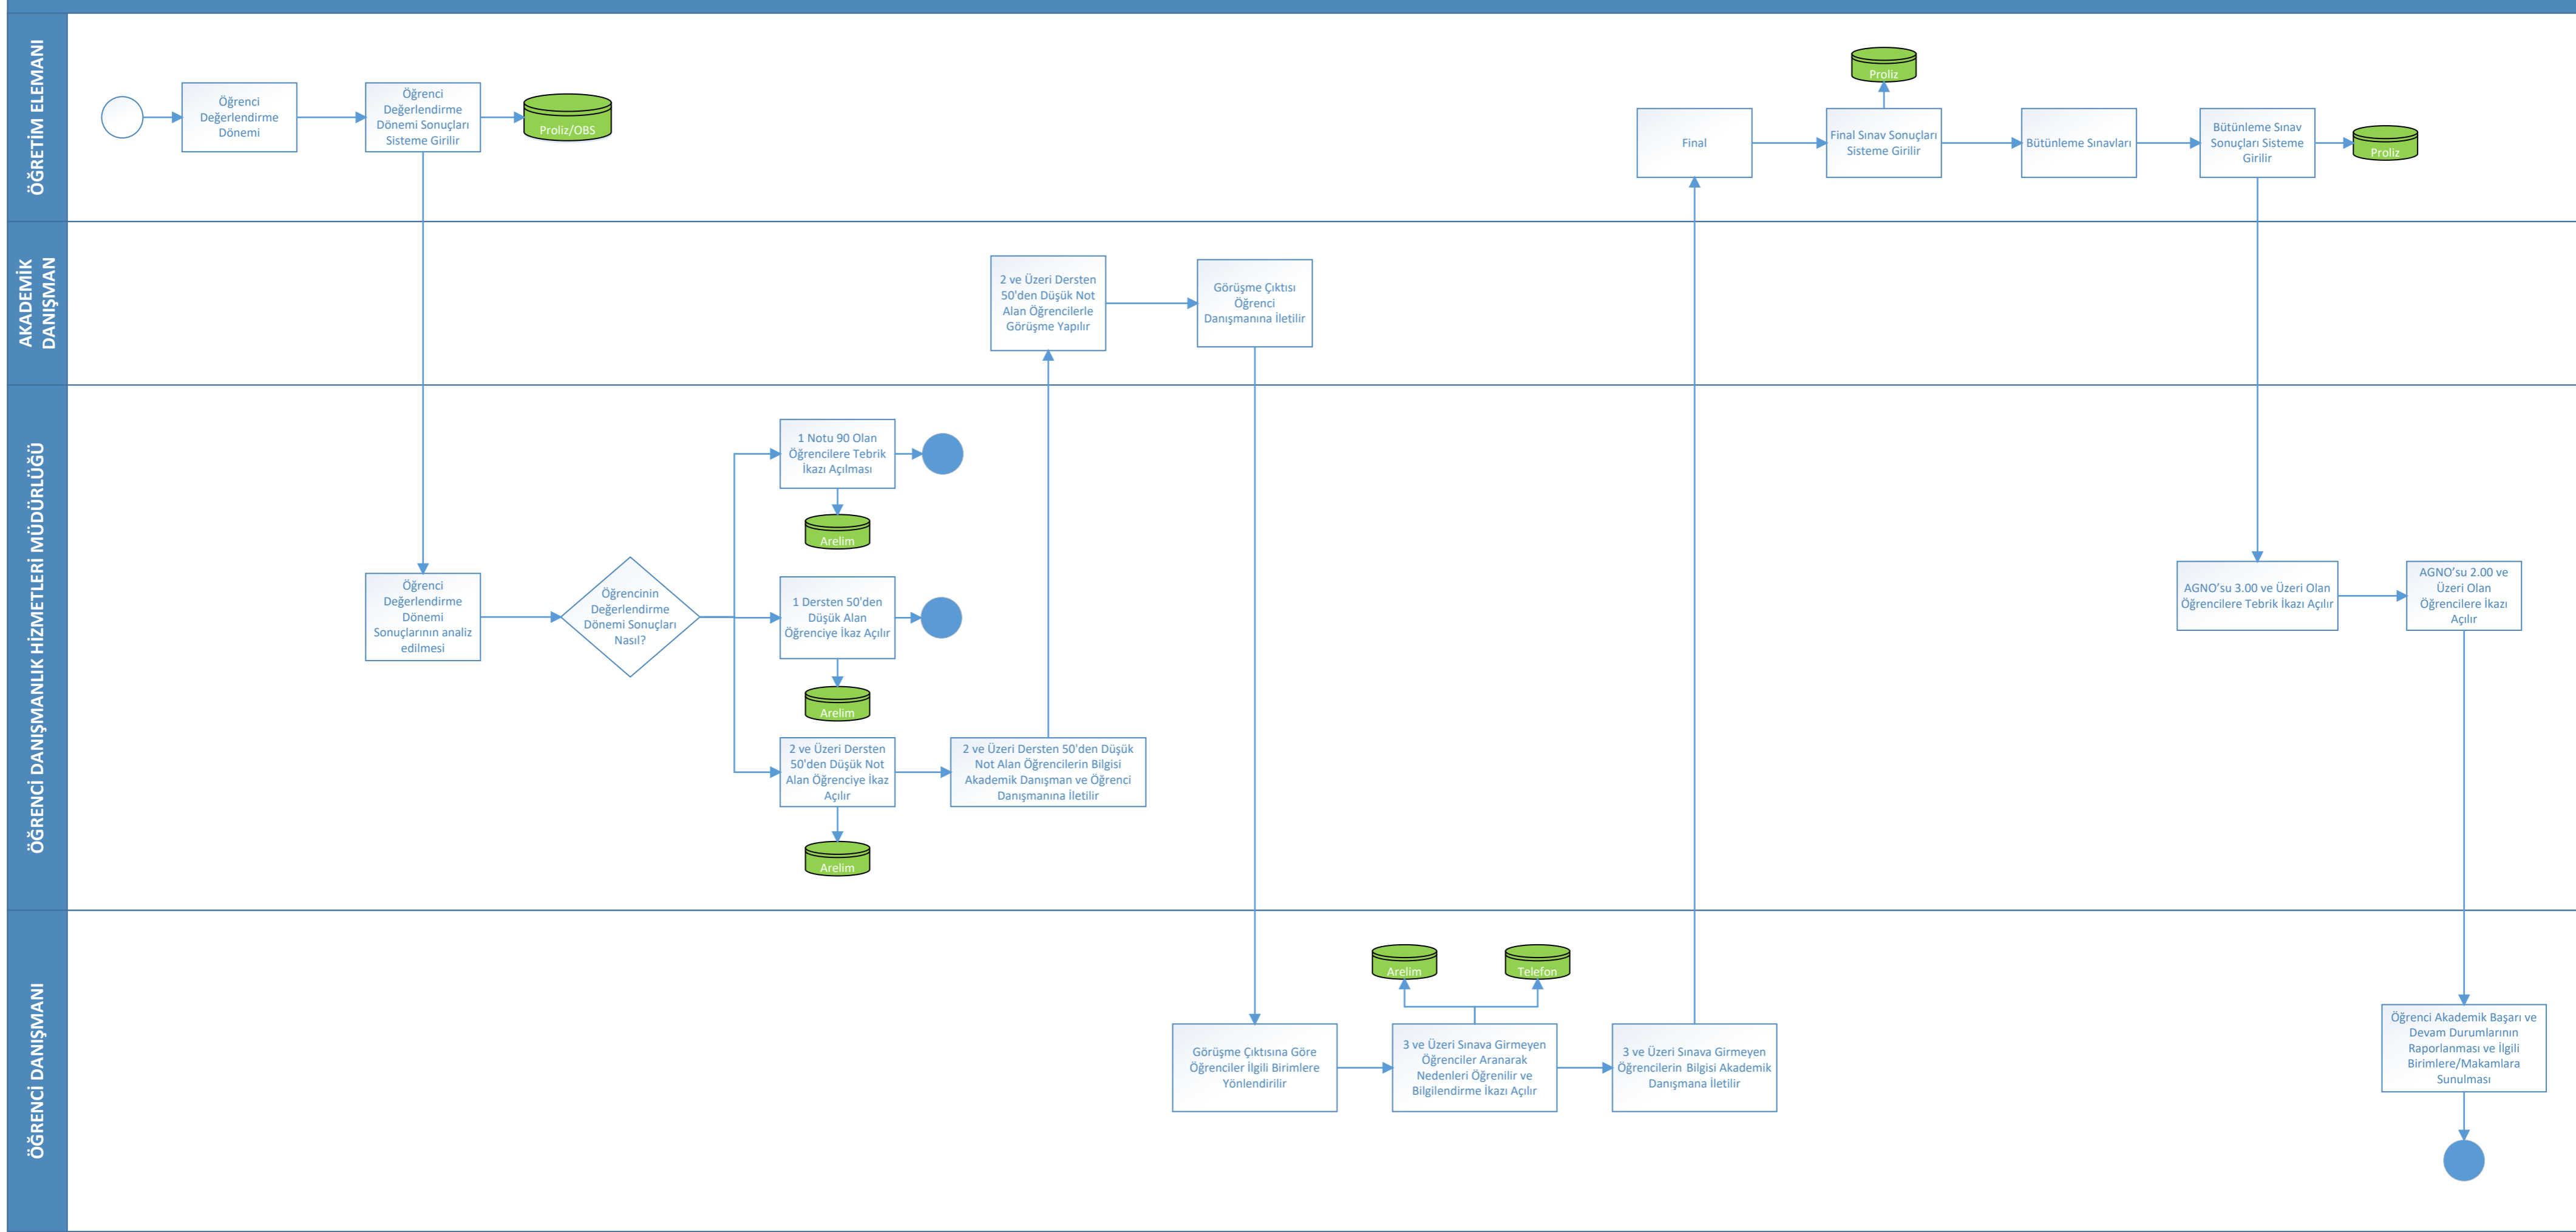 ÖĞRETİM ELEMANI
Öğrenci
Değerlendirme
Dönemi
Öğrenci
Değerlendirme
Dönemi Sonuçları
Sisteme Girilir
Proliz/OBS
Final
Proliz
Final Sınav Sonuçları
Sisteme Girilir
Bütünleme Sınavları
Bütünleme Sınav
Sonuçları Sisteme
Girilir
Proliz
AKADEMİK
DANIŞMAN
2 ve Üzeri Dersten
50'den Düşük Not
Alan Öğrencilerle
Görüşme Yapılır
Görüşme Çıktısı
Öğrenci
Danışmanına İletilir
ÖĞRENCİ DANIŞMANLIK HİZMETLERİ MÜDÜRLÜĞÜ
Öğrenci
Değerlendirme
Dönemi
Sonuçlarının analiz
edilmesi
Öğrencinin
Değerlendirme
Dönemi Sonuçları
Nasıl?
1 Notu 90 Olan
Öğrencilere Tebrik
İkazı Açılması
Arelim
1 Dersten 50'den
Düşük Alan
Öğrenciye İkaz Açılır
Arelim
2 ve Üzeri Dersten
50'den Düşük Not
Alan Öğrenciye İkaz
Açılır
Arelim
2 ve Üzeri Dersten 50'den Düşük
Not Alan Öğrencilerin Bilgisi
Akademik Danışman ve Öğrenci
Danışmanına İletilir
AGNO'su 3.00 ve Üzeri Olan
Öğrencilere Tebrik İkazı Açılır
AGNO'su 2.00 ve
Üzeri Olan
Öğrencilere İkazı
Açılır
ÖĞRENCİ DANIŞMANI
Görüşme Çıktısına Göre
Öğrenciler İlgili Birimlere
Yönlendirilir
Arelim
Telefon
3 ve Üzeri Sınava Girmeyen
Öğrenciler Aranarak
Nedenleri Öğrenilir ve
Bilgilendirme İkazı Açılır
3 ve Üzeri Sınava Girmeyen
Öğrencilerin Bilgisi Akademik
Danışmana İletilir
Öğrenci Akademik Başarı ve
Devam Durumlarının
Raporlanması ve İlgili
Birimlere/Makamlara
Sunulması